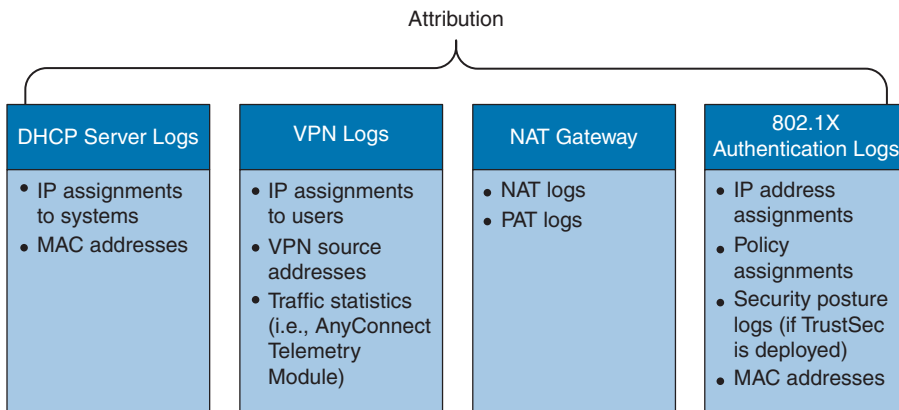 Attribution
DHCP Server Logs
• IP assignments
to systems
• MAC addresses
VPN Logs
• IP assignments
to users
• VPN source
addresses
• Traffic statistics
(i.e., AnyConnect
Telemetry
Module)
NAT Gateway
• NAT logs
• PAT logs
802.1X
Authentication Logs
• IP address
assignments
• Policy
assignments
• Security posture
logs (if TrustSec
is deployed)
• MAC addresses